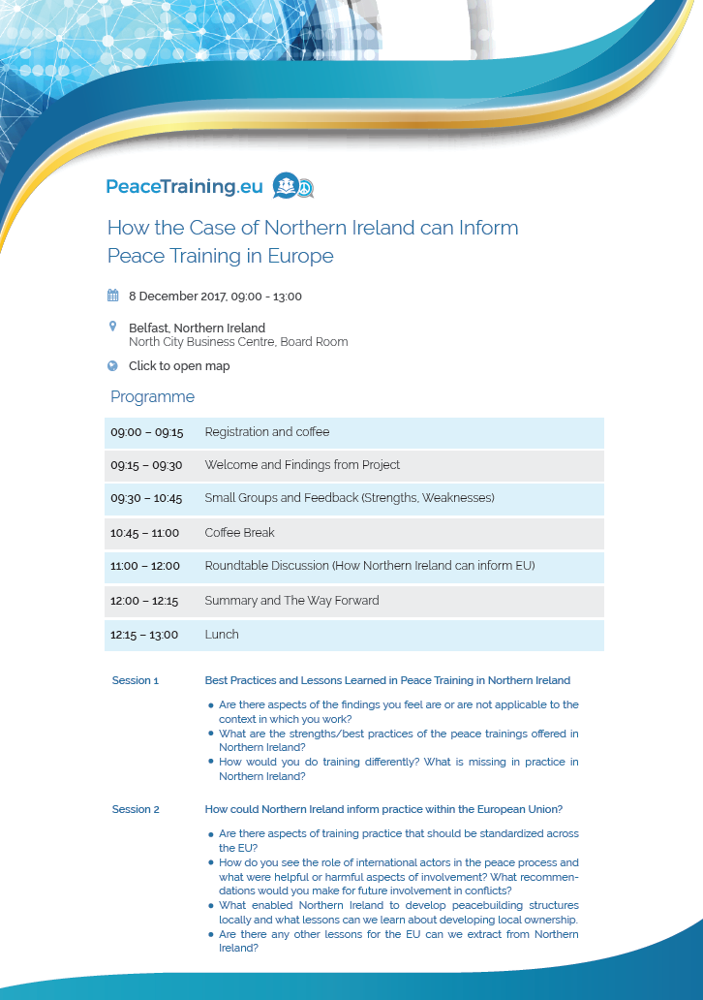 PeaceTraining.eu
How the Case of Northern Ireland can Inform
Peace Training in Europe
8 December 2017, 09:00 - 13:00
Belfast, Northern Ireland
North City Business Centre, Board Room
Click to open map
Programme
09:00 – 09:15 Registration and coffee
09:15 – 09:30 Welcome and Findings from Project
09:30 – 10:45 Small Groups and Feedback (Strengths, Weaknesses)
10:45 – 11:00 Coffee Break
11:00 – 12:00 Roundtable Discussion (How Northern Ireland can inform EU)
12:00 – 12:15 Summary and The Way Forward
12:15 – 13:00 Lunch
Session 1 Best Practices and Lessons Learned in Peace Training in Northern Ireland
● Are there aspects of the findings you feel are or are not applicable to the
context in which you work?
● What are the strengths/best practices of the peace trainings offered in
Northern Ireland?
● How would you do training differently? What is missing in practice in
Northern Ireland?
Session 2 How could Northern Ireland inform practice within the European Union?
● Are there aspects of training practice that should be standardized across
the EU?
● How do you see the role of international actors in the peace process and
what were helpful or harmful aspects of involvement? What recommen-
dations would you make for future involvement in conflicts?
● What enabled Northern Ireland to develop peacebuilding structures
locally and what lessons can we learn about developing local ownership.
● Are there any other lessons for the EU can we extract from Northern
Ireland?